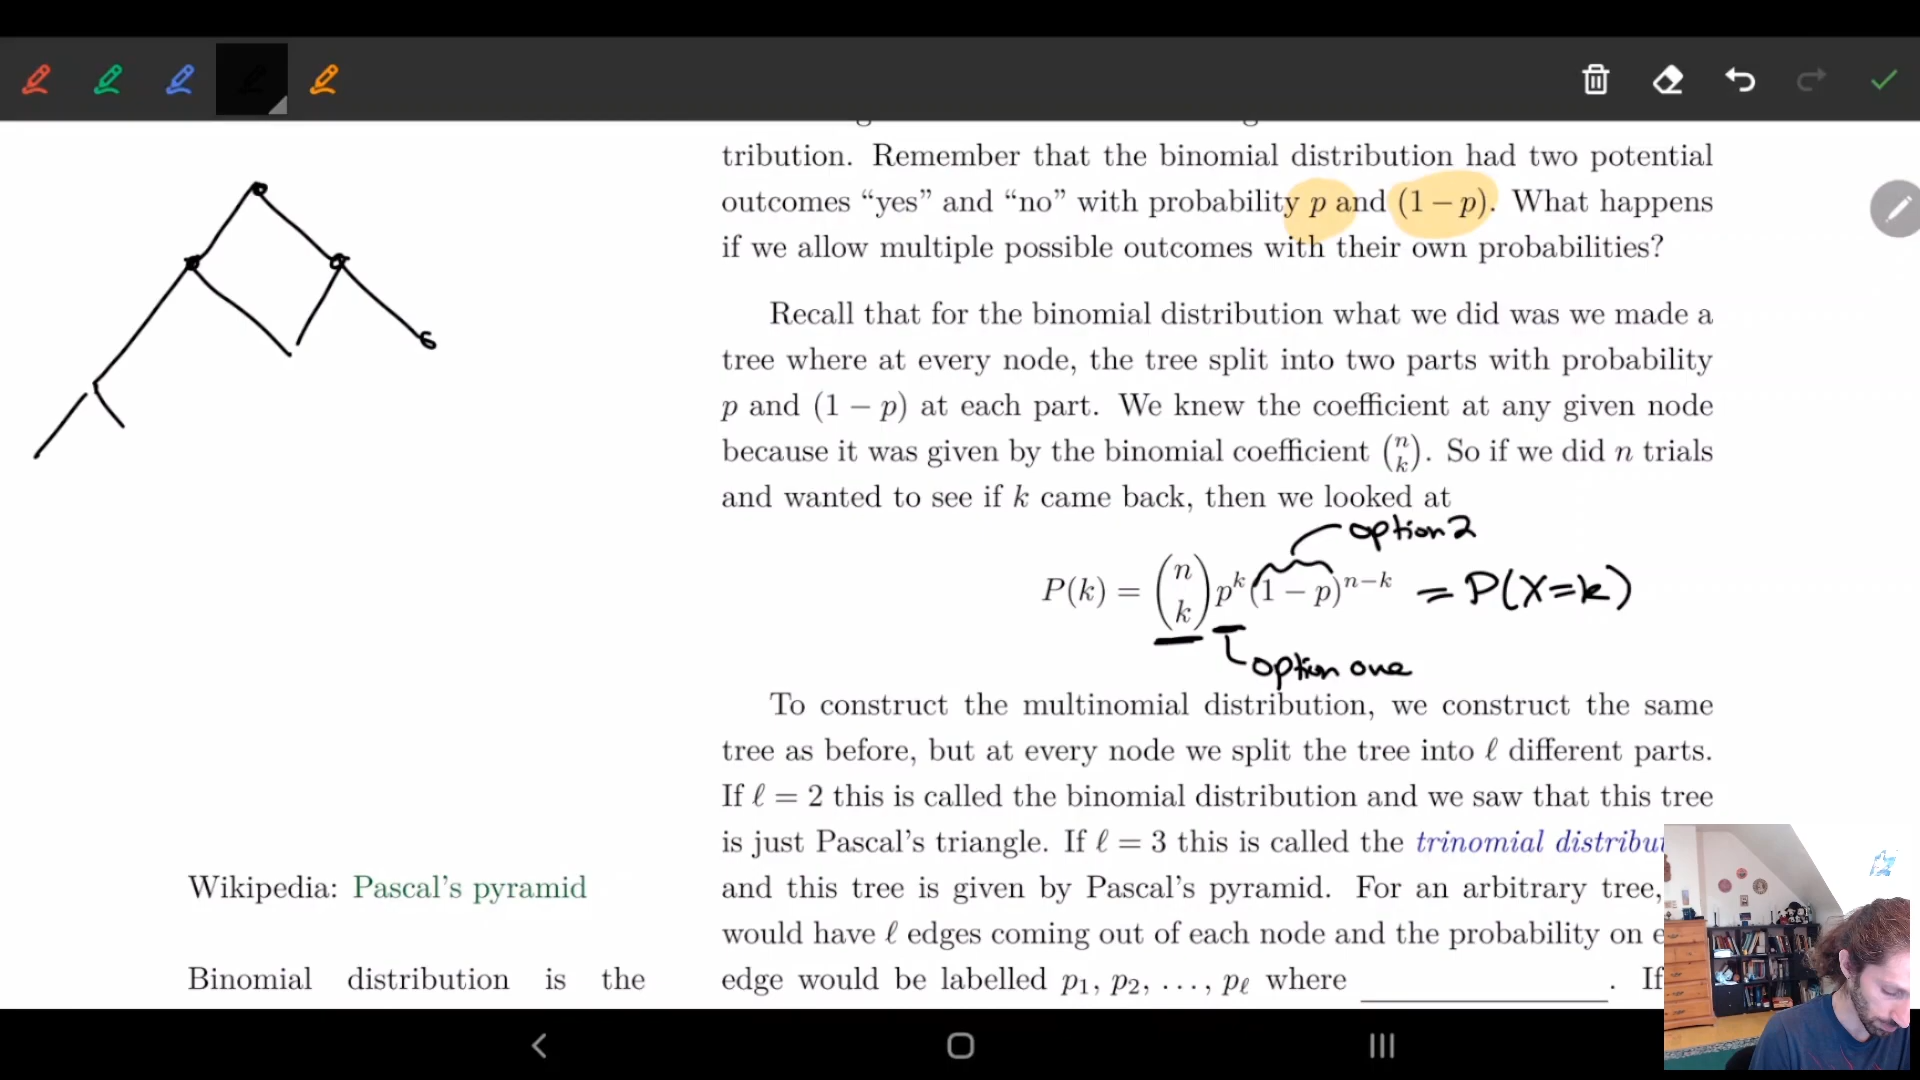 tribution. Remember that the binomial distribution had two potential
outcomes “yes” and “no” with probability p and (1 − p). What happens
if we allow multiple possible outcomes with their own probabilities?
Recall that for the binomial distribution what we did was we made a
tree where at every node, the tree split into two parts with probability
p and (1 − p) at each part. We knew the coefficient at any given node
because it was given by the binomial coefficient (n k). So if we did n trials
and wanted to see if k came back, then we looked at
option 2
P(k) = (n k) p^k (1 − p)^{n−k} = P(X=k)
option one
To construct the multinomial distribution, we construct the same
tree as before, but at every node we split the tree into ℓ different parts.
If ℓ = 2 this is called the binomial distribution and we saw that this tree
is just Pascal’s triangle. If ℓ = 3 this is called the trinomial
and this tree is given by Pascal’s pyramid. For an arbitrary tree,
would have ℓ edges coming out of each node and the probability on
edge would be labelled p₁, p₂, …, pℓ where ________. If
Wikipedia: Pascal’s pyramid
Binomial distribution is the